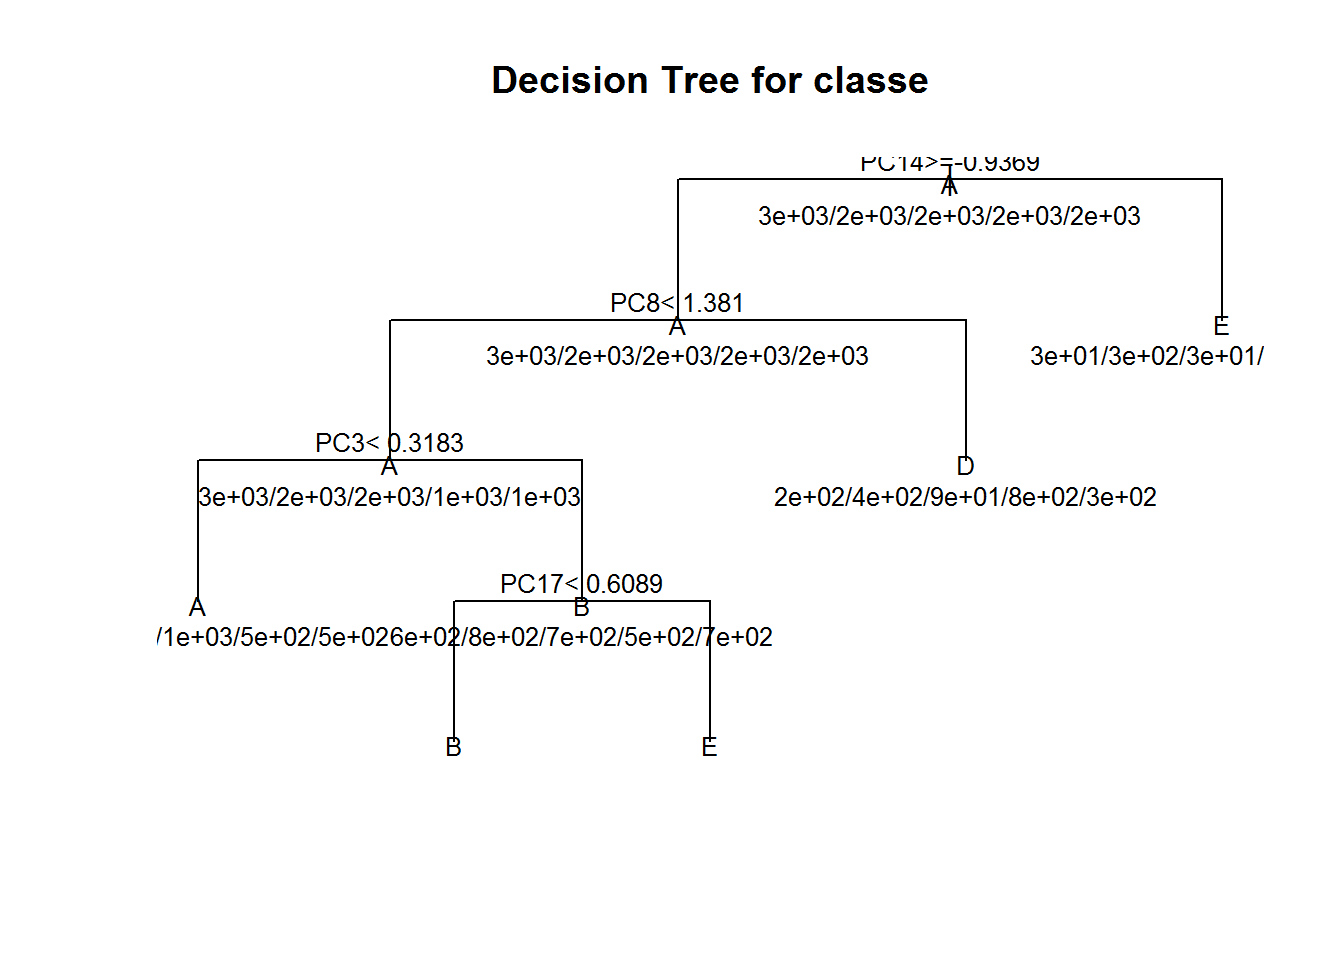 Decision Tree for classe
PC14>=-0.9369
A
3e+03/2e+03/2e+03/2e+03/2e+03
PC8< 1.381
A
E
3e+03/2e+03/2e+03/2e+03/2e+03
3e+01/3e+02/3e+01/
PC3< 0.3183
A
D
3e+03/2e+03/2e+03/1e+03/1e+03
2e+02/4e+02/9e+01/8e+02/3e+02
PC17< 0.6089
A
B
/1e+03/5e+02/5e+026e+02/8e+02/7e+02/5e+02/7e+02
B
E